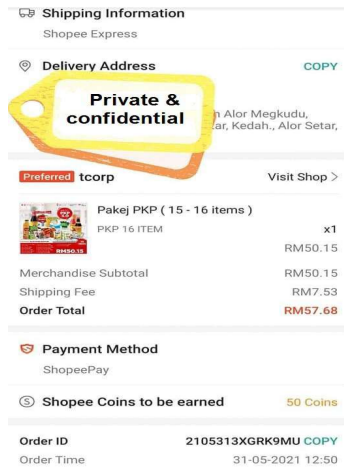 Shipping Information
Shopee Express
Delivery Address COPY
Private &
confidential
Alor Megkudu,
Kedah., Alor Setar,
Preferred tcorp Visit Shop >
Pakej PKP ( 15 - 16 items )
PKP 16 ITEM x1
RM50.15
RM50.15
Merchandise Subtotal RM50.15
Shipping Fee RM7.53
Order Total RM57.68
Payment Method
ShopeePay
Shopee Coins to be earned 50 Coins
Order ID 2105313XGRK9MU COPY
Order Time 31-05-2021 12:50